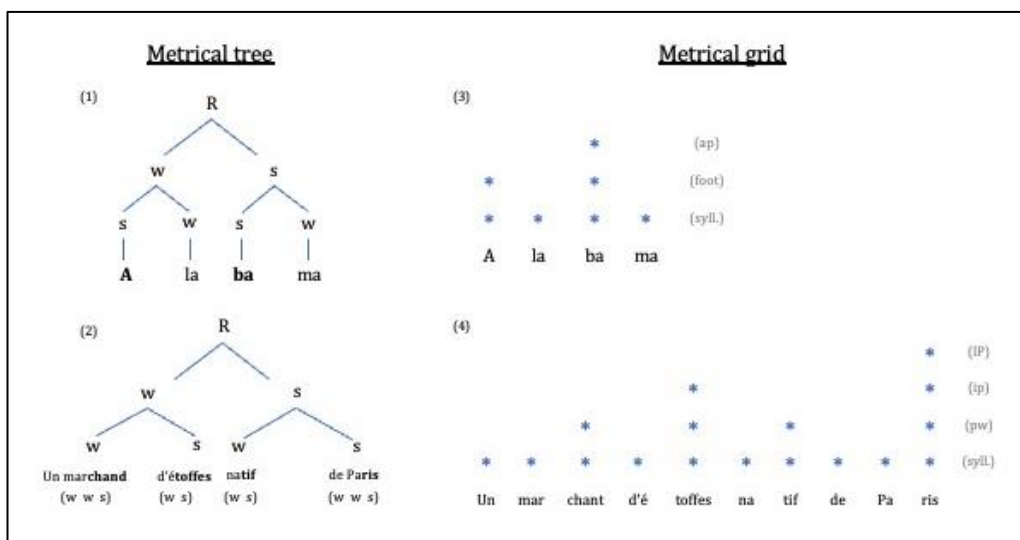 Metrical tree
(1)
R
w s
s w s w
A la ba ma
(2)
R
w s
w s w s
Un marchand d'étoffes natif de Paris
(w w s) (w s) (w s) (w w s)
Metrical grid
(3)
* (ap)
* * (foot)
* * * * (syll.)
A la ba ma
(4)
* (IP)
* * (ip)
* * * * (pw)
* * * * * * * * * * (syll.)
Un mar chant d'é toffes na tif de Pa ris